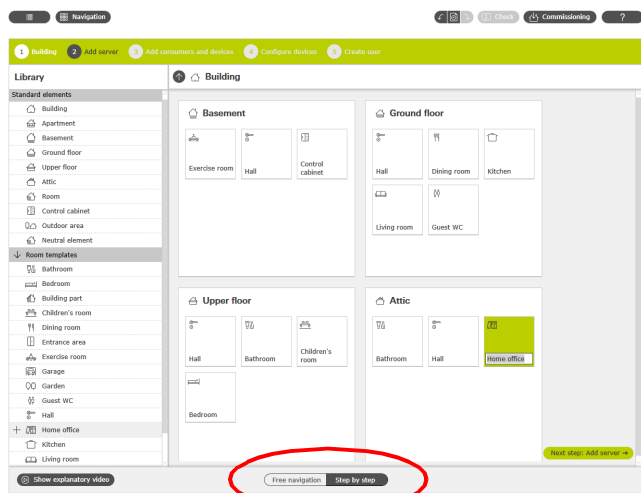 Navigation
Check
Commissioning
?
1 Building
2 Add server
3 Add consumers and devices
4 Configure devices
5 Create user
Library
Building
Standard elements
Building
Apartment
Basement
Ground floor
Upper floor
Attic
Room
Control cabinet
Outdoor area
Neutral element
Room templates
Bathroom
Bedroom
Building part
Children's room
Dining room
Entrance area
Exercise room
Garage
Garden
Guest WC
Hall
Home office
Kitchen
Living room
Basement
Exercise room
Hall
Control
cabinet
Ground floor
Hall
Dining room
Kitchen
Living room
Guest WC
Upper floor
Hall
Bathroom
Children's
room
Bedroom
Attic
Bathroom
Hall
Home office
Next step: Add server
Show explanatory video
Free navigation
Step by step